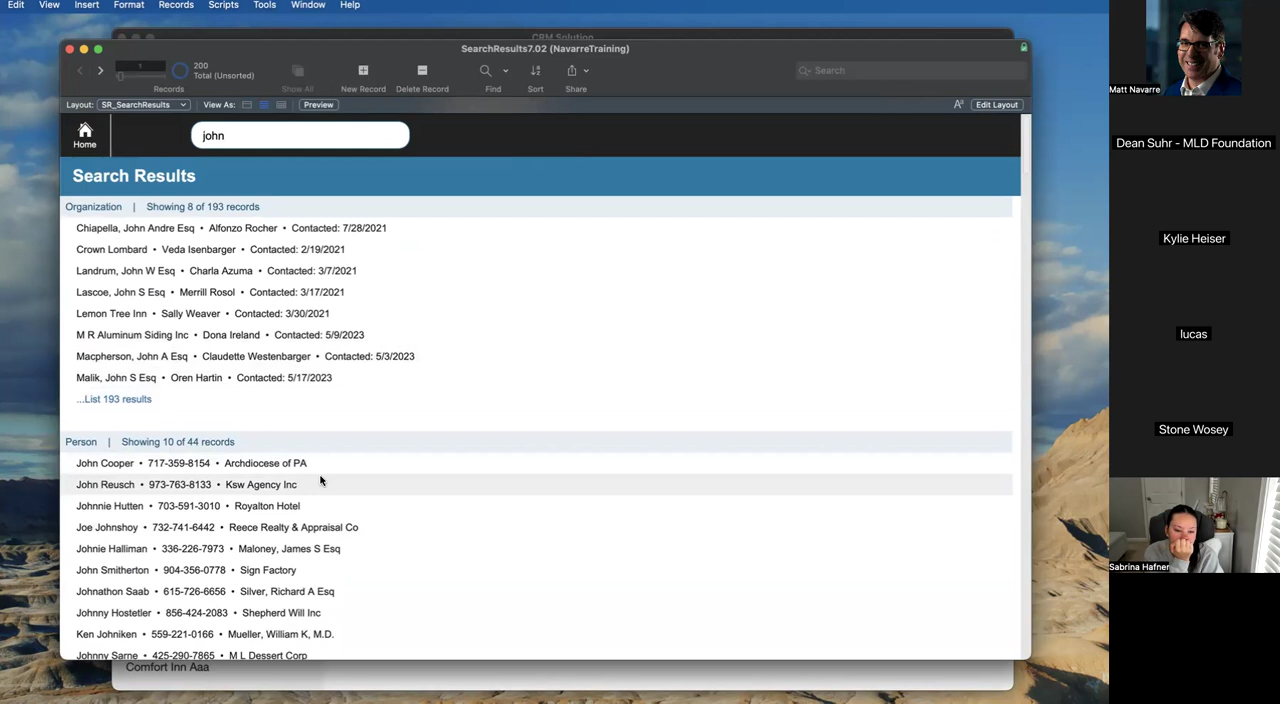 Edit View Insert Format Records Scripts Tools Window Help
CRM Solution
SearchResults7.02 (NavarreTraining)
1
200
Total (Unsorted)
Records
Show All
New Record
Delete Record
Find
Sort
Share
Search
Layout: SR_SearchResults
View As:
Preview
Edit Layout
Home
john
Search Results
Organization | Showing 8 of 193 records
Chiapella, John Andre Esq • Alfonzo Rocher • Contacted: 7/28/2021
Crown Lombard • Veda Isenbarger • Contacted: 2/19/2021
Landrum, John W Esq • Charla Azuma • Contacted: 3/7/2021
Lascoe, John S Esq • Merrill Rosol • Contacted: 3/17/2021
Lemon Tree Inn • Sally Weaver • Contacted: 3/30/2021
M R Aluminum Siding Inc • Dona Ireland • Contacted: 5/9/2023
Macpherson, John A Esq • Claudette Westenbarger • Contacted: 5/3/2023
Malik, John S Esq • Oren Hartin • Contacted: 5/17/2023
...List 193 results
Person | Showing 10 of 44 records
John Cooper • 717-359-8154 • Archdiocese of PA
John Reusch • 973-763-8133 • Ksw Agency Inc
Johnnie Hutten • 703-591-3010 • Royalton Hotel
Joe Johnshoy • 732-741-6442 • Reece Realty & Appraisal Co
Johnie Halliman • 336-226-7973 • Maloney, James S Esq
John Smitherton • 904-356-0778 • Sign Factory
Johnathon Saab • 615-726-6656 • Silver, Richard A Esq
Johnny Hostetler • 856-424-2083 • Shepherd Will Inc
Ken Johniken • 559-221-0166 • Mueller, William K, M.D.
Johnny Sarne • 425-290-7865 • M L Dessert Corp
Comfort Inn Aaa
Matt Navarre
Dean Suhr - MLD Foundation
Kylie Heiser
lucas
Stone Wosey
Sabrina Hafner